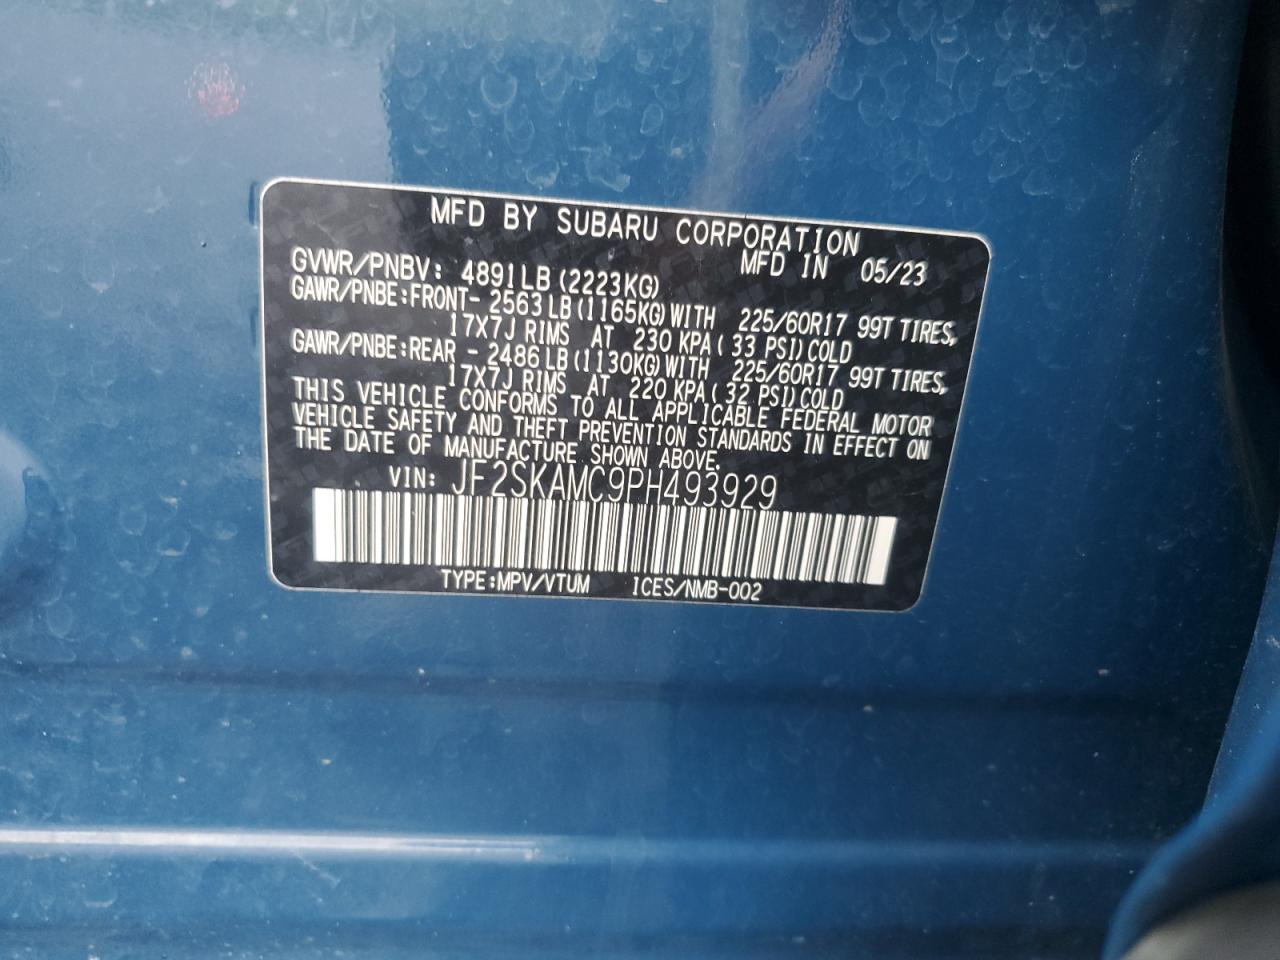 MFD BY SUBARU CORPORATION
MFD IN 05/23
GVWR/PNBV: 4891LB (2223KG)
GAWR/PNBE:FRONT- 2563LB(1165KG)WITH 225/60R17 99T TIRES,
17X7J RIMS AT 230 KPA( 33 PSI)COLD
GAWR/PNBE:REAR - 2486LB(1130KG)WITH 225/60R17 99T TIRES,
17X7J RIMS AT 220 KPA( 32 PSI)COLD
THIS VEHICLE CONFORMS TO ALL APPLICABLE FEDERAL MOTOR
VEHICLE SAFETY AND THEFT PREVENTION STANDARDS IN EFFECT ON
THE DATE OF MANUFACTURE SHOWN ABOVE.
VIN: JF2SKAMC9PH493929
TYPE:MPV/VTUM ICES/NMB-002